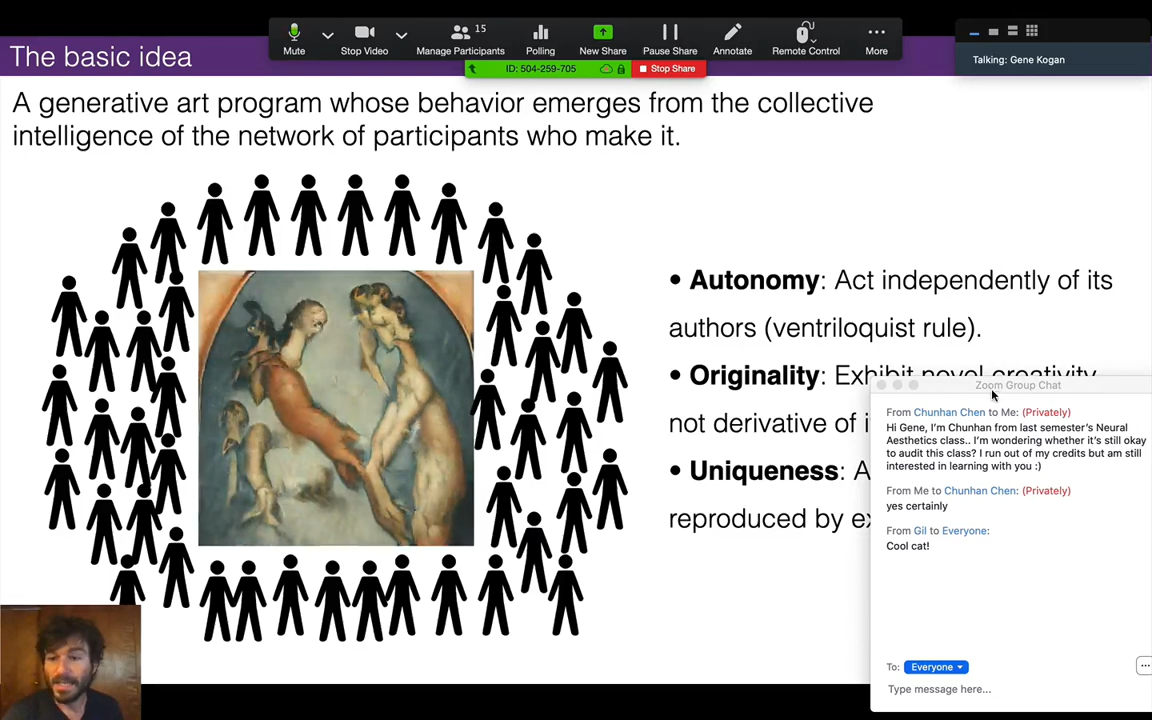 The basic idea
Mute
Stop Video
15
Manage Participants
Polling
New Share
Pause Share
Annotate
Remote Control
More
ID: 504-259-705
Stop Share
Talking: Gene Kogan
A generative art program whose behavior emerges from the collective
intelligence of the network of participants who make it.
• Autonomy: Act independently of its
authors (ventriloquist rule).
• Originality: Exhibit novel creativity
not derivative of
• Uniqueness:
reproduced by
Zoom Group Chat
From Chunhan Chen to Me: (Privately)
Hi Gene, I'm Chunhan from last semester's Neural
Aesthetics class.. I'm wondering whether it's still okay
to audit this class? I run out of my credits but am still
interested in learning with you :)
From Me to Chunhan Chen: (Privately)
yes certainly
From Gil to Everyone:
Cool cat!
To: Everyone
Type message here...